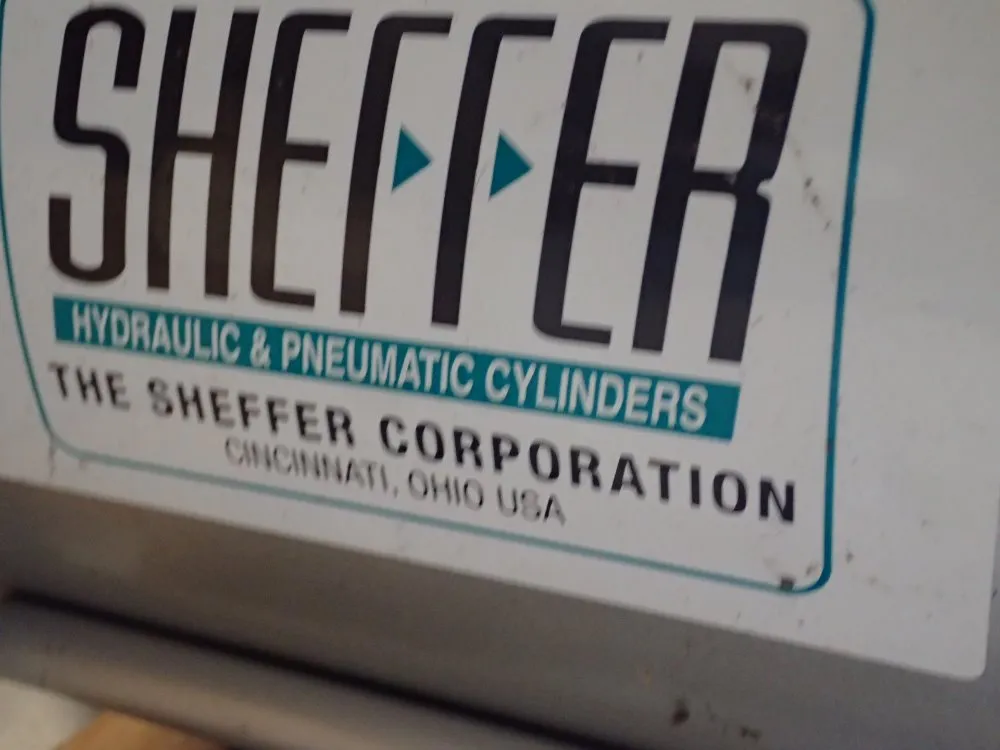 SHEFFER
HYDRAULIC & PNEUMATIC CYLINDERS
THE SHEFFER CORPORATION
CINCINNATI, OHIO USA